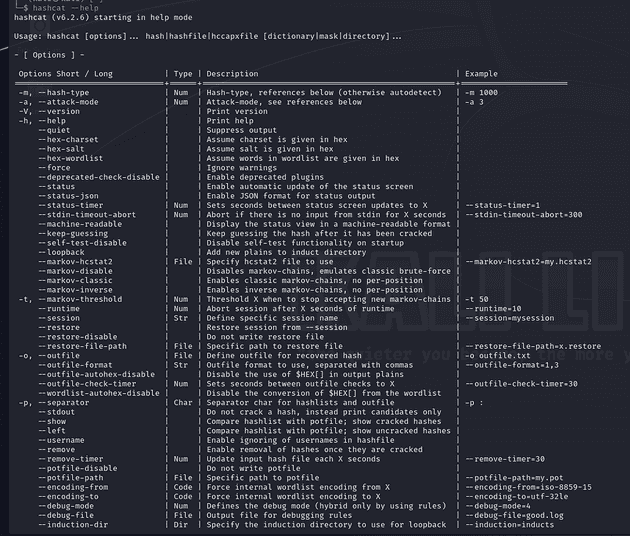 └─$ hashcat --help
hashcat (v6.2.6) starting in help mode
Usage: hashcat [options]... hash|hashfile|hccapxfile [dictionary|mask|directory]...
- [ Options ] -
Options Short / Long | Type | Description | Example
-m, --hash-type | Num | Hash-type, references below (otherwise autodetect) | -m 1000
-a, --attack-mode | Num | Attack-mode, see references below | -a 3
-V, --version | | Print version |
-h, --help | | Print help |
--quiet | | Suppress output |
--hex-charset | | Assume charset is given in hex |
--hex-salt | | Assume salt is given in hex |
--hex-wordlist | | Assume words in wordlist are given in hex |
--force | | Ignore warnings |
--deprecated-check-disable | | Enable deprecated plugins |
--status | | Enable automatic update of the status screen |
--status-json | | Enable JSON format for status output |
--status-timer | Num | Sets seconds between status screen updates to X | --status-timer=1
--stdin-timeout-abort | Num | Abort if there is no input from stdin for X seconds | --stdin-timeout-abort=300
--machine-readable | | Display the status view in a machine-readable format |
--keep-guessing | | Keep guessing the hash after it has been cracked |
--self-test-disable | | Disable self-test functionality on startup |
--loopback | | Add new plains to induct directory |
--markov-hcstat2 | File | Specify hcstat2 file to use | --markov-hcstat2=my.hcstat2
--markov-disable | | Disables markov-chains, emulates classic brute-force |
--markov-classic | | Enables classic markov-chains, no per-position |
--markov-inverse | | Enables inverse markov-chains, no per-position |
-t, --markov-threshold | Num | Threshold X when to stop accepting new markov-chains | -t 50
--runtime | Num | Abort session after X seconds of runtime | --runtime=10
--session | Str | Define specific session name | --session=mysession
--restore | | Restore session from --session |
--restore-disable | | Do not write restore file |
--restore-file-path | File | Specific path to restore file | --restore-file-path=x.restore
-o, --outfile | File | Define outfile for recovered hash | -o outfile.txt
--outfile-format | Str | Outfile format to use, separated with commas | --outfile-format=1,3
--outfile-autohex-disable | | Disable the use of $HEX[] in output plains |
--outfile-check-timer | Num | Sets seconds between outfile checks to X | --outfile-check-timer=30
--wordlist-autohex-disable | | Disable the conversion of $HEX[] from the wordlist |
-p, --separator | Char | Separator char for hashlists and outfile | -p :
--stdout | | Do not crack a hash, instead print candidates only |
--show | | Compare hashlist with potfile; show cracked hashes |
--left | | Compare hashlist with potfile; show uncracked hashes |
--username | | Enable ignoring of usernames in hashfile |
--remove | | Enable removal of hashes once they are cracked |
--remove-timer | Num | Update input hash file each X seconds | --remove-timer=30
--potfile-disable | | Do not write potfile |
--potfile-path | File | Specific path to potfile | --potfile-path=my.pot
--encoding-from | Code | Force internal wordlist encoding from X | --encoding-from=iso-8859-15
--encoding-to | Code | Force internal wordlist encoding to X | --encoding-to=utf-32le
--debug-mode | Num | Defines the debug mode (hybrid only by using rules) | --debug-mode=4
--debug-file | File | Output file for debugging rules | --debug-file=good.log
--induction-dir | Dir | Specify the induction directory to use for loopback | --induction=inducts